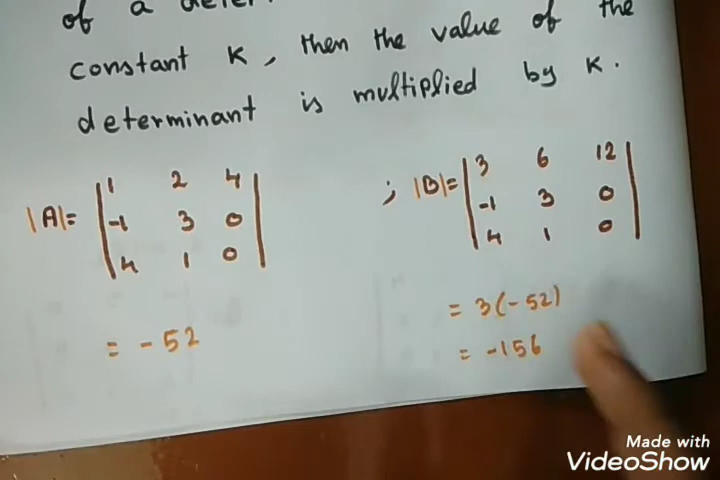 of a
constant K, then the value of the
determinant is multiplied by K.
|A|= | 1 2 4 | ; |B|= | 3 6 12 |
| -1 3 0 | | -1 3 0 |
| 4 1 0 | | 4 1 0 |
= 3(-52)
= -52
= -156
Made with
VideoShow